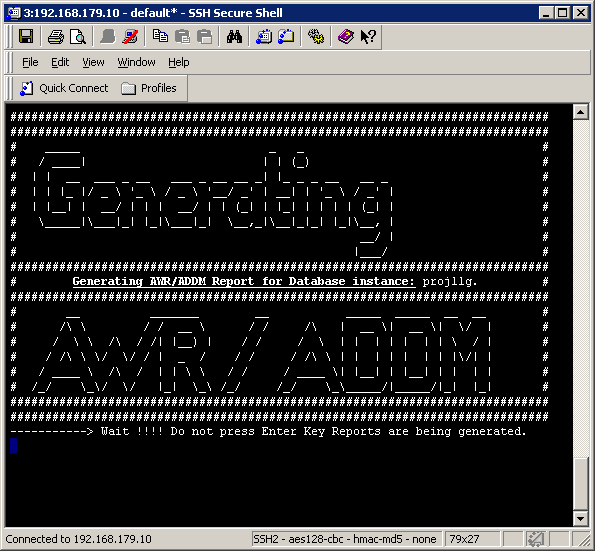 3:192.168.179.10 - default* - SSH Secure Shell
File Edit View Window Help
Quick Connect Profiles
Generating
Generating AWR/ADDM Report for Database instance: projllg.
AWR / ADDM
-----------> Wait !!!! Do not press Enter Key Reports are being generated.
Connected to 192.168.179.10 SSH2 - aes128-cbc - hmac-md5 - none 79x27